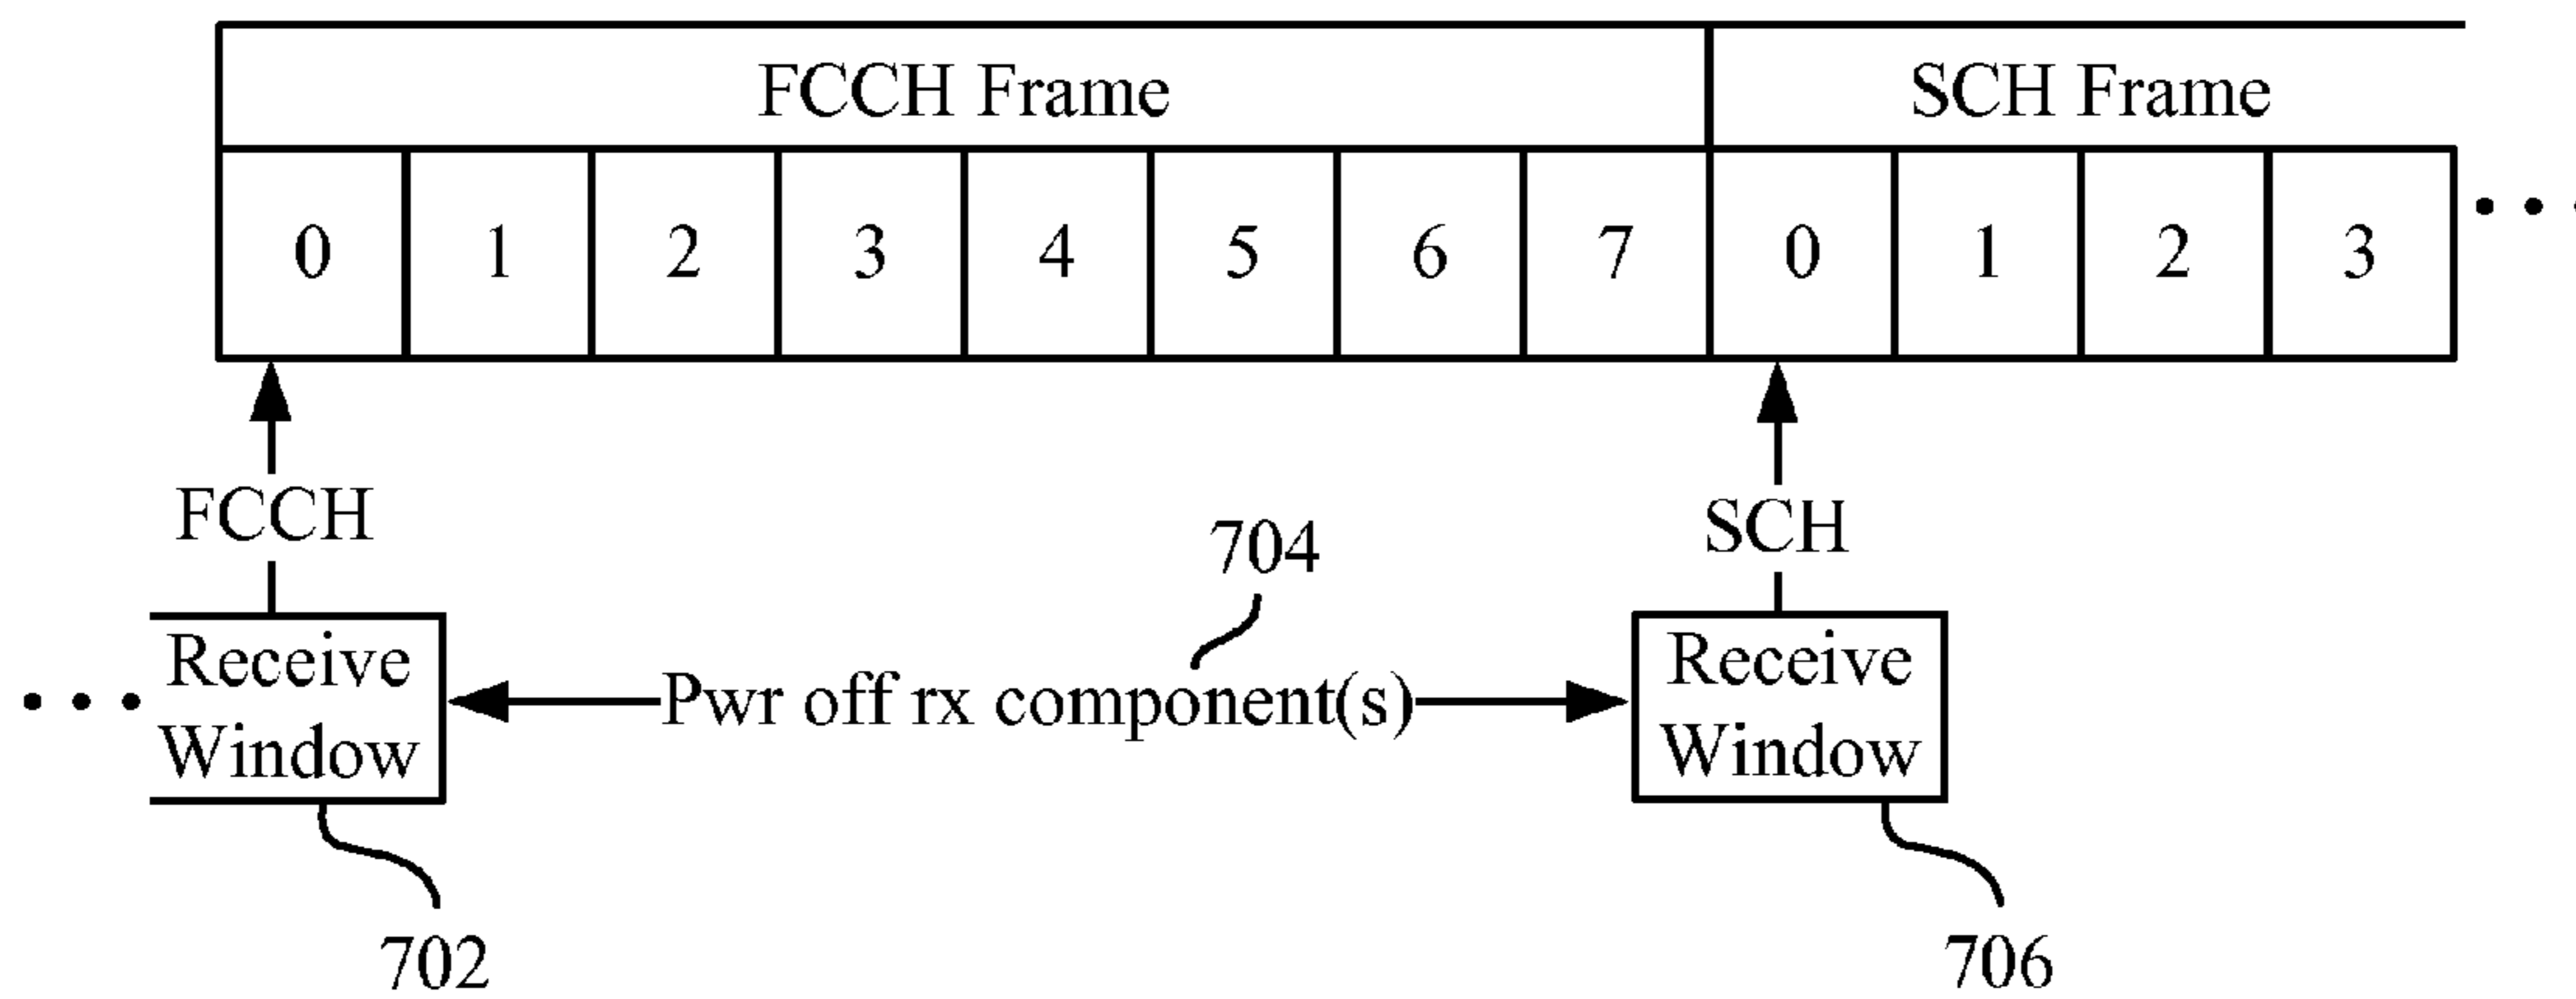 FCCH Frame SCH Frame
0 1 2 3 4 5 6 7 0 1 2 3
FCCH
SCH
704
Receive
Window
Pwr off rx component(s)
Receive
Window
702
706